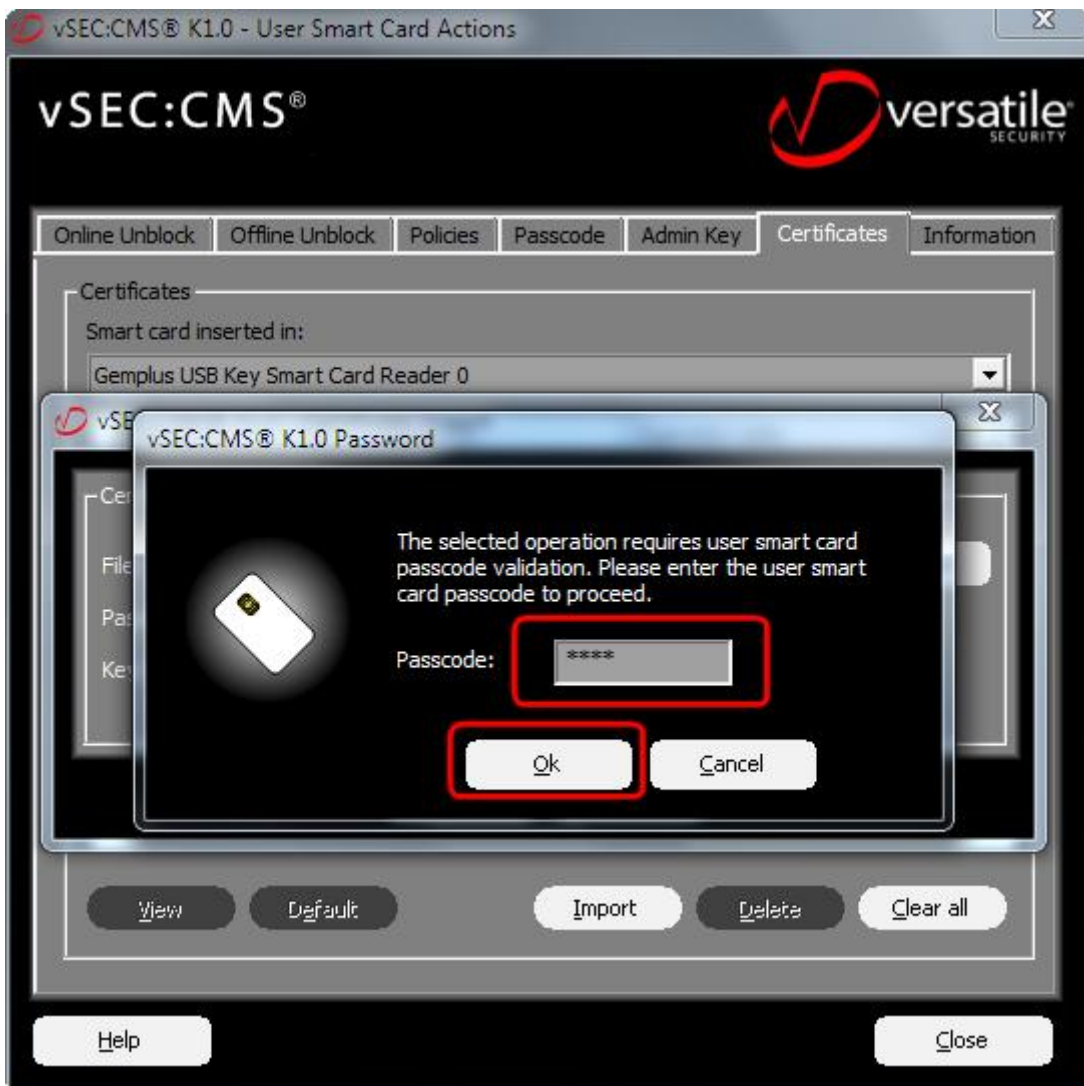 vSEC:CMS® K1.0 - User Smart Card Actions
vSEC:CMS®
versatile
SECURITY
Online Unblock Offline Unblock Policies Passcode Admin Key Certificates Information
Certificates
Smart card inserted in:
Gemplus USB Key Smart Card Reader 0
vSEC:CMS® K1.0 Password
The selected operation requires user smart card
passcode validation. Please enter the user smart
card passcode to proceed.
Passcode: ****
Ok Cancel
View Default Import Delete Clear all
Help Close